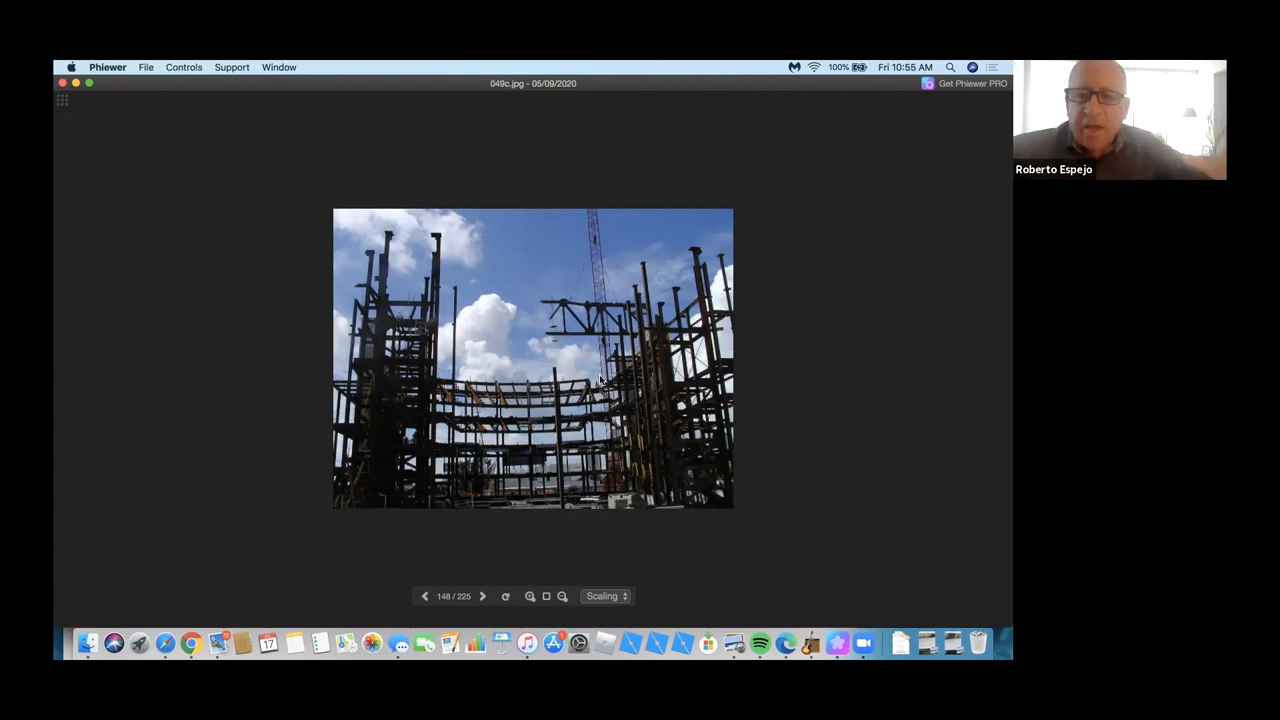 Phiewer File Controls Support Window 100% Fri 10:55 AM
049c.jpg - 05/09/2020 Get Phiewer PRO
Roberto Espejo
148 / 225 Scaling
17